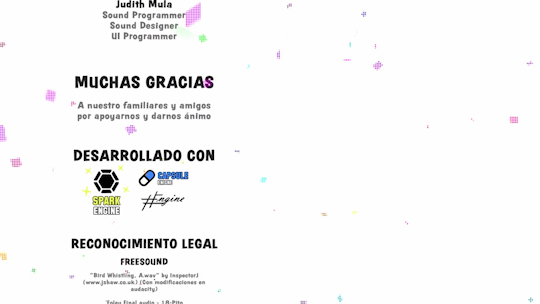 Judith Mula
Sound Programmer
Sound Designer
UI Programmer
MUCHAS GRACIAS
A nuestro familiares y amigos
por apoyarnos y darnos ánimo
DESARROLLADO CON
SPARK
ENGINE
CAPSULE
ENGINE
#Engine
RECONOCIMIENTO LEGAL
FREESOUND
"Bird Whistling, A.wav" by InspectorJ
(www.jshaw.co.uk) (Con modificaciones en
audacity)